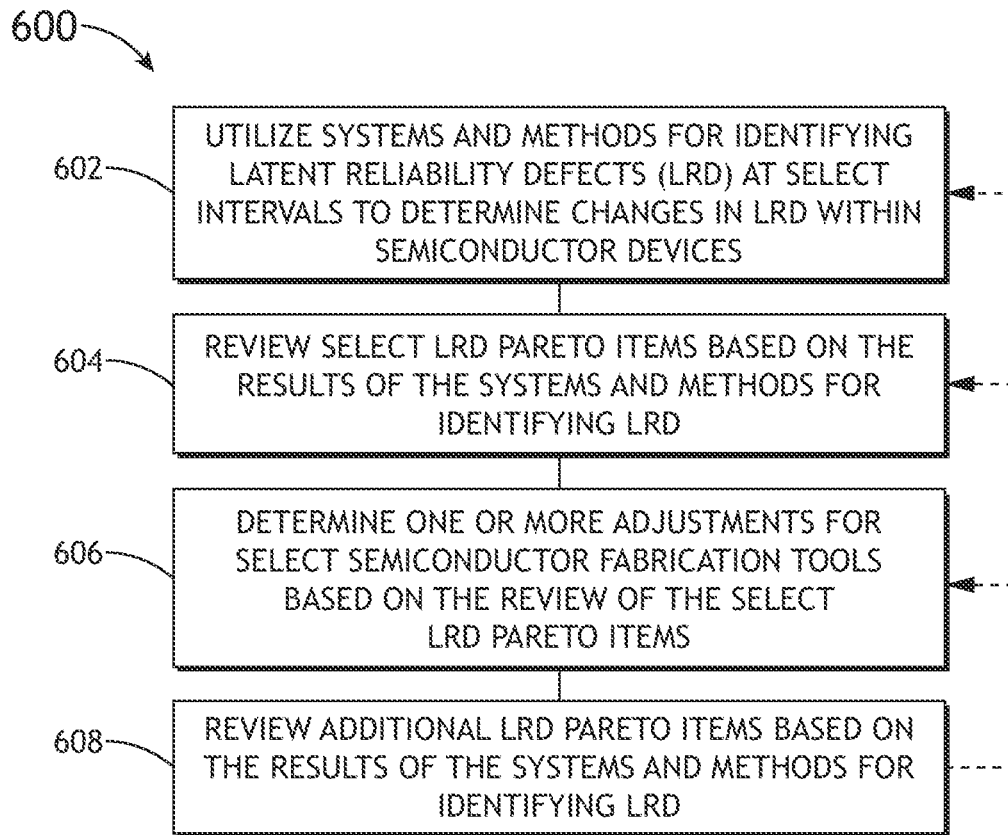 600
602
UTILIZE SYSTEMS AND METHODS FOR IDENTIFYING
LATENT RELIABILITY DEFECTS (LRD) AT SELECT
INTERVALS TO DETERMINE CHANGES IN LRD WITHIN
SEMICONDUCTOR DEVICES
604
REVIEW SELECT LRD PARETO ITEMS BASED ON THE
RESULTS OF THE SYSTEMS AND METHODS FOR
IDENTIFYING LRD
606
DETERMINE ONE OR MORE ADJUSTMENTS FOR
SELECT SEMICONDUCTOR FABRICATION TOOLS
BASED ON THE REVIEW OF THE SELECT
LRD PARETO ITEMS
608
REVIEW ADDITIONAL LRD PARETO ITEMS BASED ON
THE RESULTS OF THE SYSTEMS AND METHODS FOR
IDENTIFYING LRD